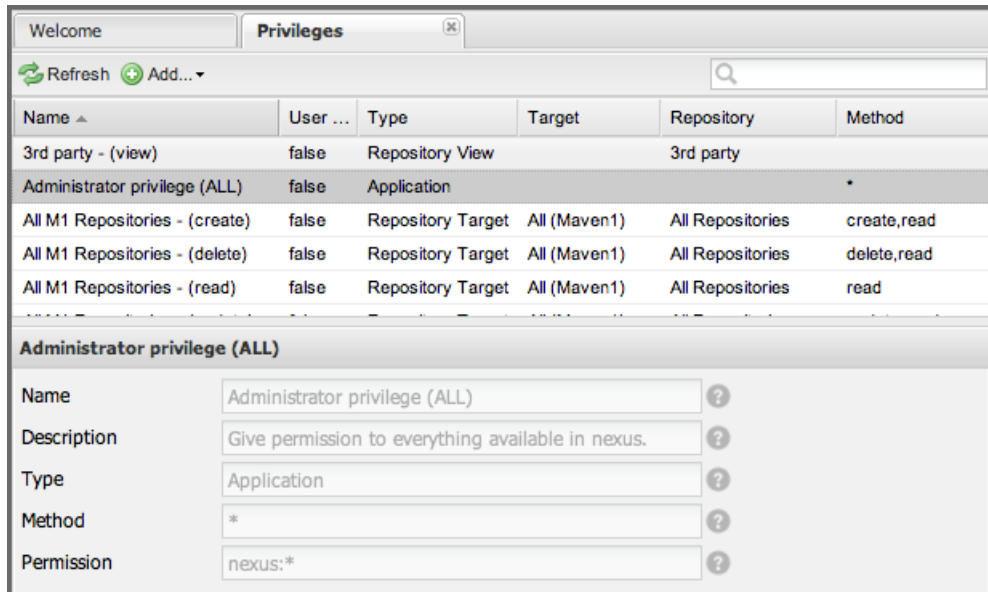 Welcome Privileges
Refresh Add...
Name User ... Type Target Repository Method
3rd party - (view) false Repository View 3rd party
Administrator privilege (ALL) false Application *
All M1 Repositories - (create) false Repository Target All (Maven1) All Repositories create,read
All M1 Repositories - (delete) false Repository Target All (Maven1) All Repositories delete,read
All M1 Repositories - (read) false Repository Target All (Maven1) All Repositories read
Administrator privilege (ALL)
Name Administrator privilege (ALL)
Description Give permission to everything available in nexus.
Type Application
Method *
Permission nexus:*